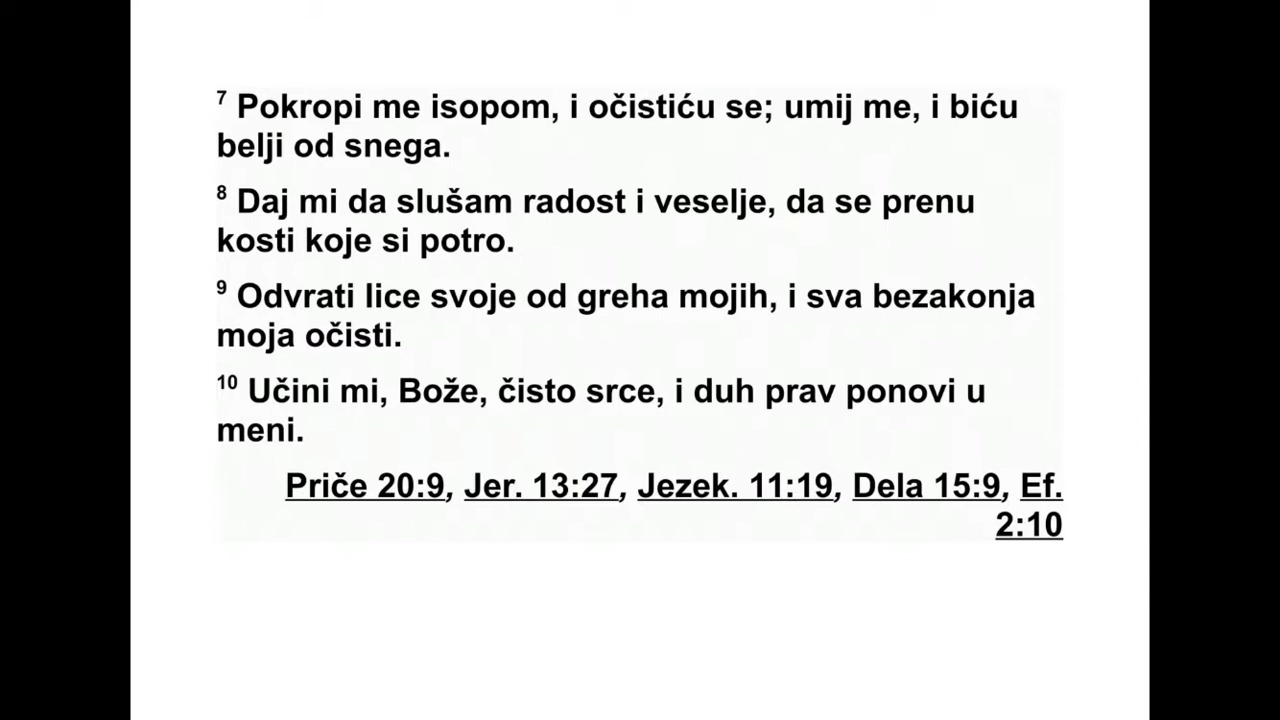 7 Pokropi me isopom, i očistiću se; umij me, i biću
belji od snega.
8 Daj mi da slušam radost i veselje, da se prenu
kosti koje si potro.
9 Odvrati lice svoje od greha mojih, i sva bezakonja
moja očisti.
10 Učini mi, Bože, čisto srce, i duh prav ponovi u
meni.
Priče 20:9, Jer. 13:27, Jezek. 11:19, Dela 15:9, Ef.
2:10